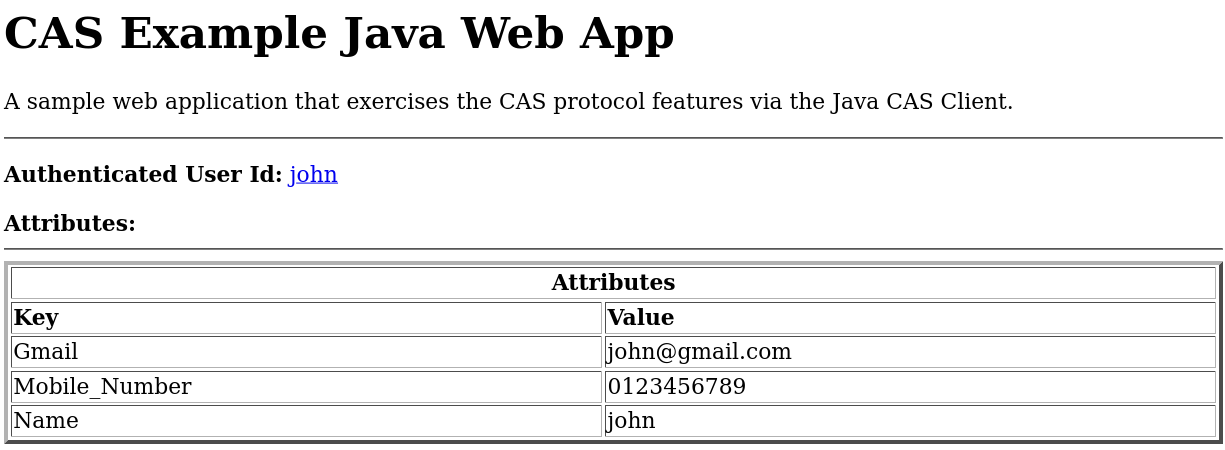 CAS Example Java Web App
A sample web application that exercises the CAS protocol features via the Java CAS Client.
Authenticated User Id: john
Attributes:
Attributes
Key Value
Gmail john@gmail.com
Mobile_Number 0123456789
Name john